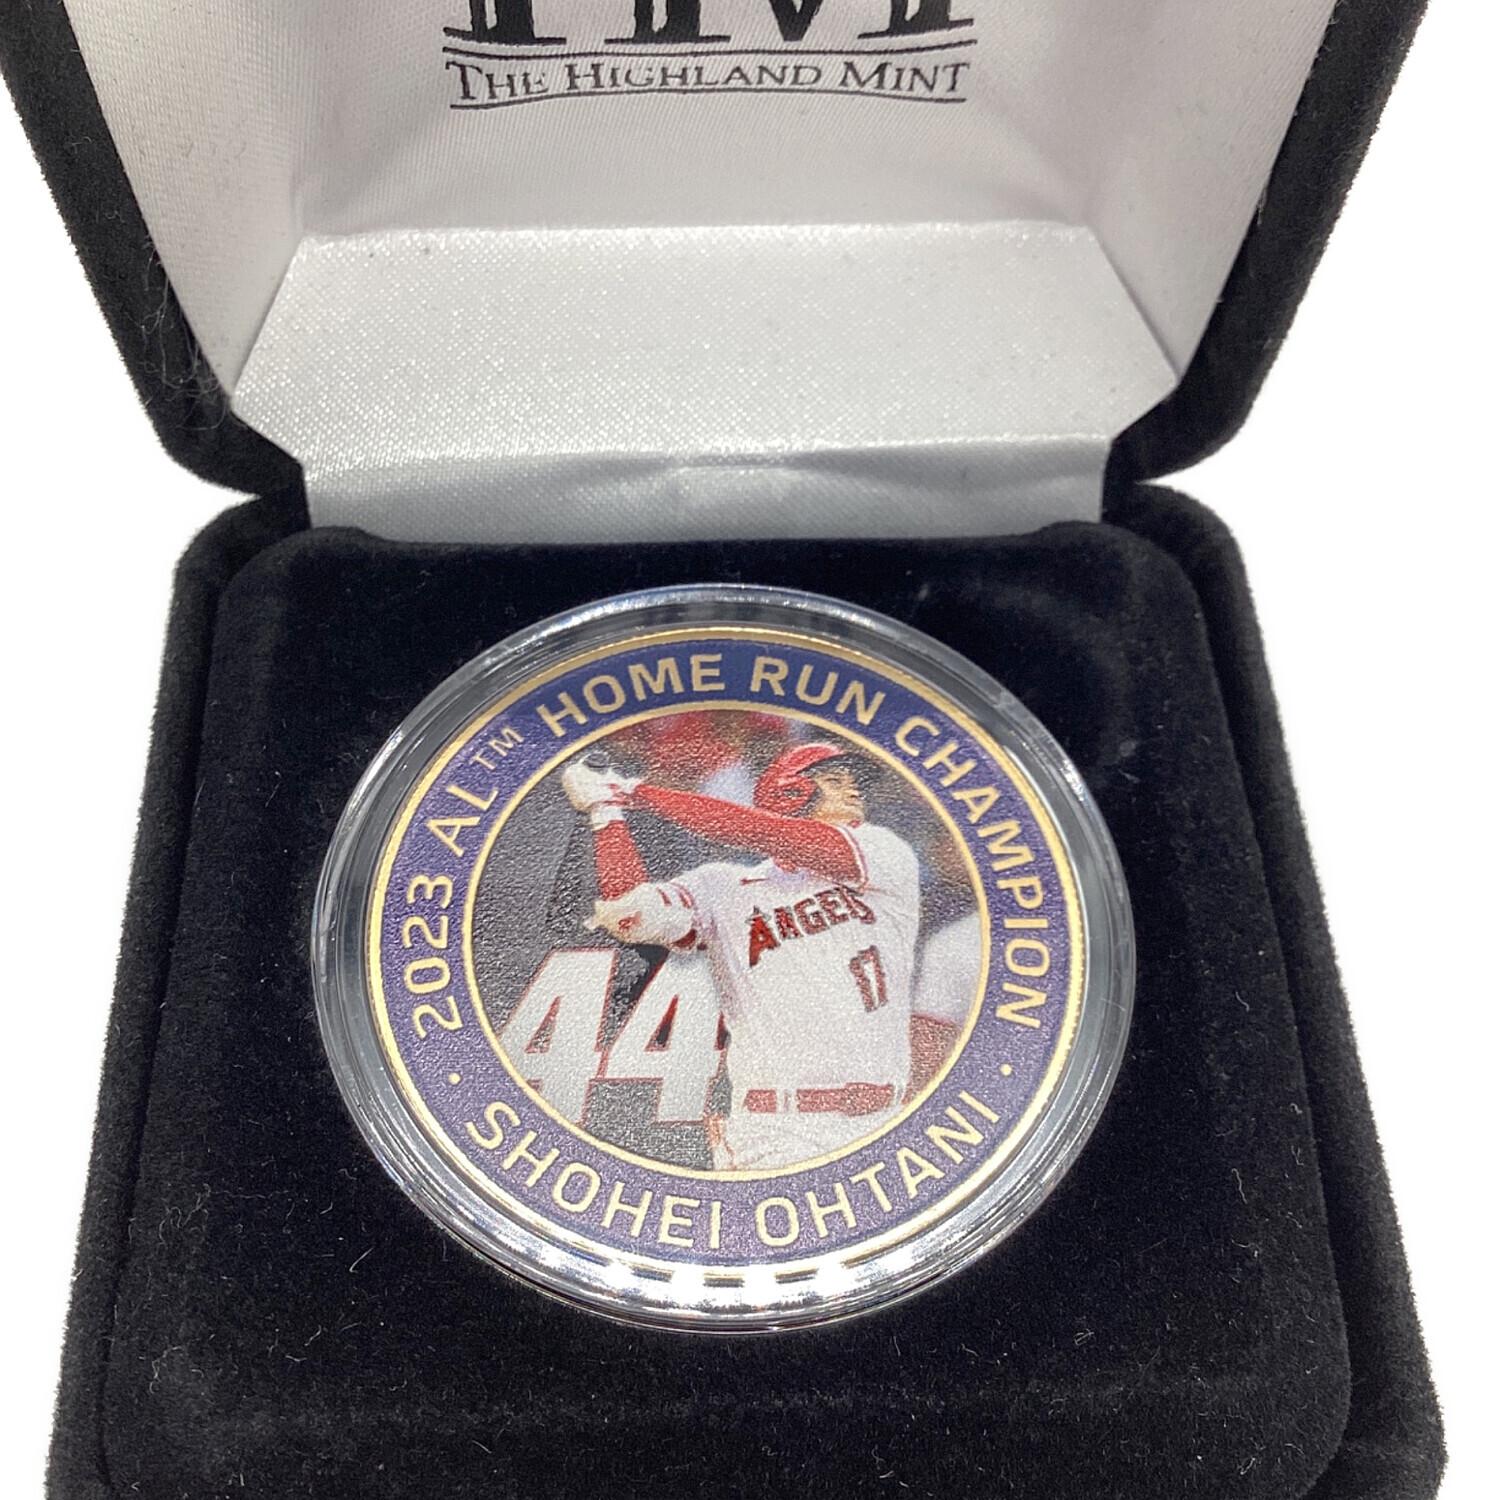 THE HIGHLAND MINT
2023 AL™ HOME RUN CHAMPION
ANGELS
17
44
· SHOHEI OHTANI ·